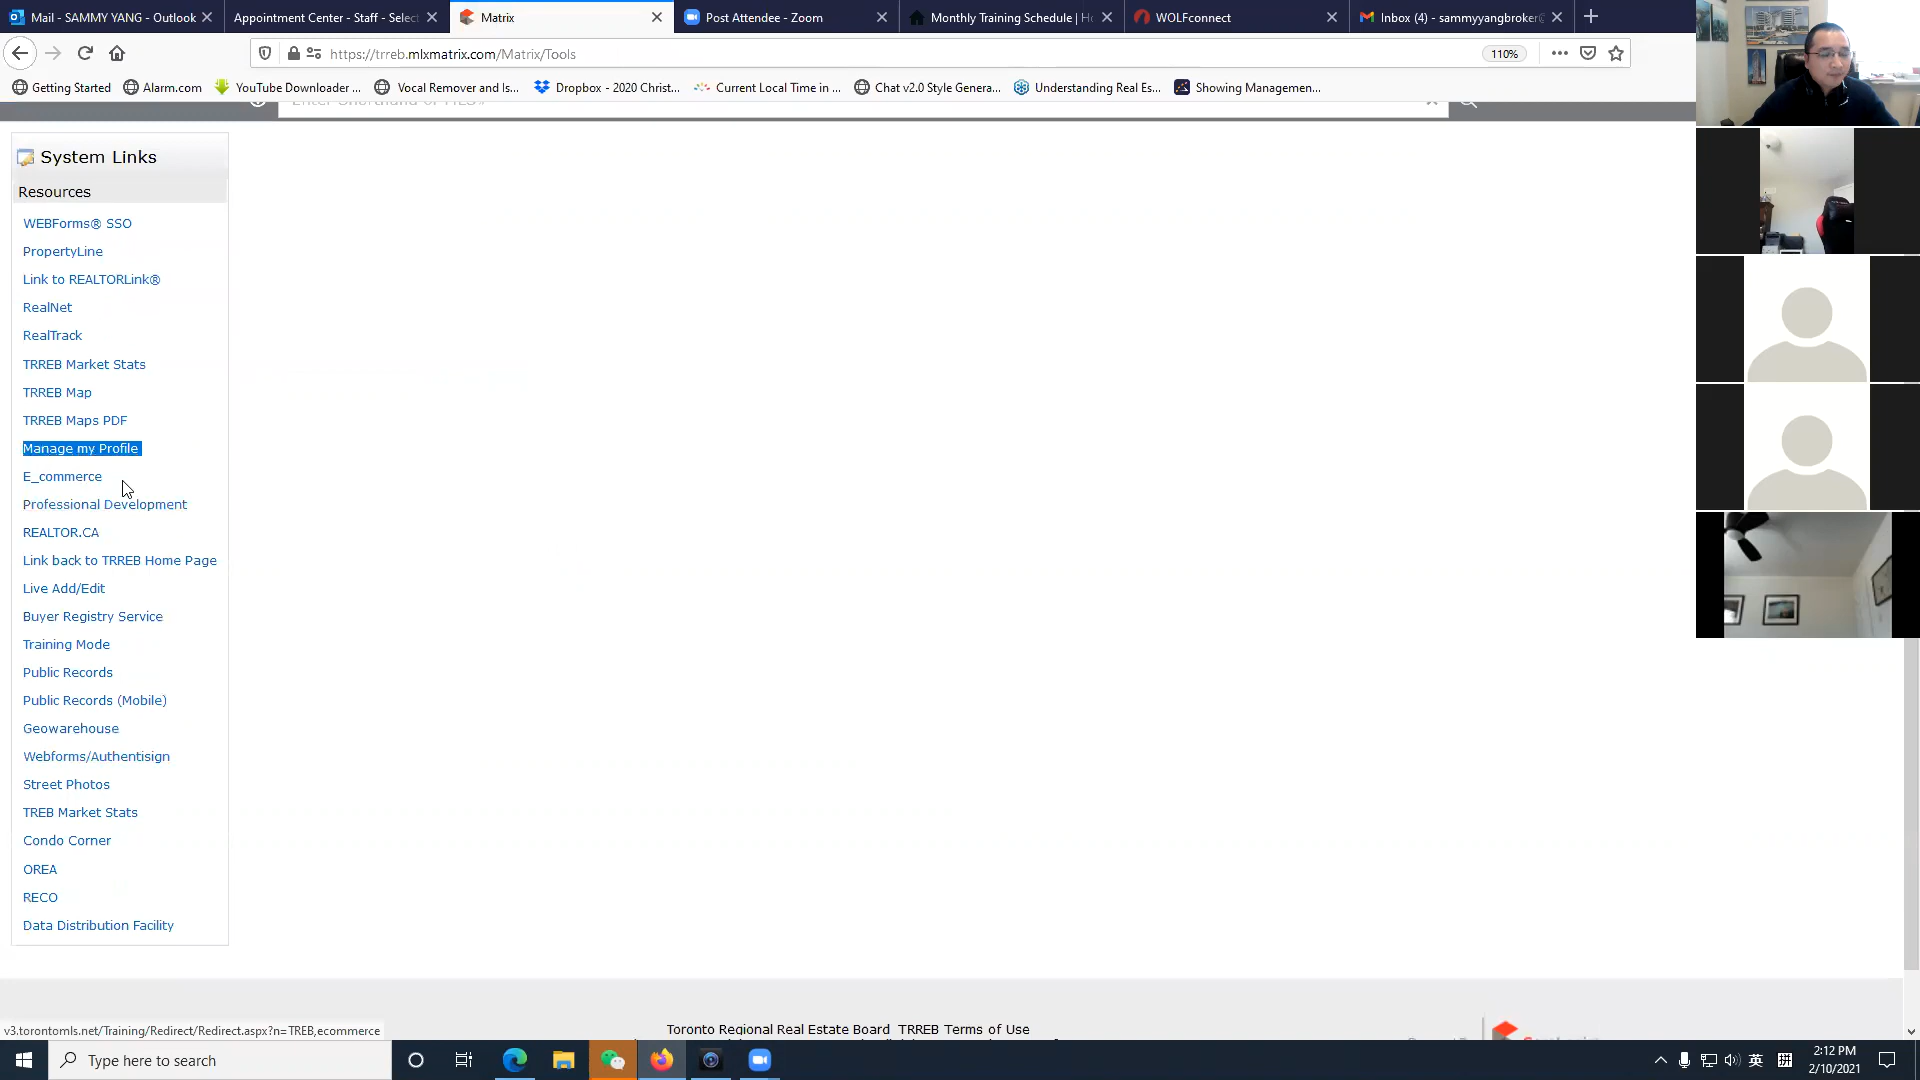 Mail - SAMMY YANG - Outlook
Appointment Center - Staff - Selec
Matrix
Post Attendee - Zoom
Monthly Training Schedule | H
WOLFconnect
Inbox (4) - sammyyangbroker@
https://trreb.mlxmatrix.com/Matrix/Tools
110%
Getting Started
Alarm.com
YouTube Downloader ...
Vocal Remover and Is...
Dropbox - 2020 Christ...
Current Local Time in ...
Chat v2.0 Style Genera...
Understanding Real Es...
Showing Managemen...
System Links
Resources
WEBForms® SSO
PropertyLine
Link to REALTORLink®
RealNet
RealTrack
TRREB Market Stats
TRREB Map
TRREB Maps PDF
Manage my Profile
E_commerce
Professional Development
REALTOR.CA
Link back to TRREB Home Page
Live Add/Edit
Buyer Registry Service
Training Mode
Public Records
Public Records (Mobile)
Geowarehouse
Webforms/Authentisign
Street Photos
TREB Market Stats
Condo Corner
OREA
RECO
Data Distribution Facility
v3.torontomls.net/Training/Redirect/Redirect.aspx?n=TREB,ecommerce
Toronto Regional Real Estate Board TRREB Terms of Use
Type here to search
英
拼
2:12 PM
2/10/2021